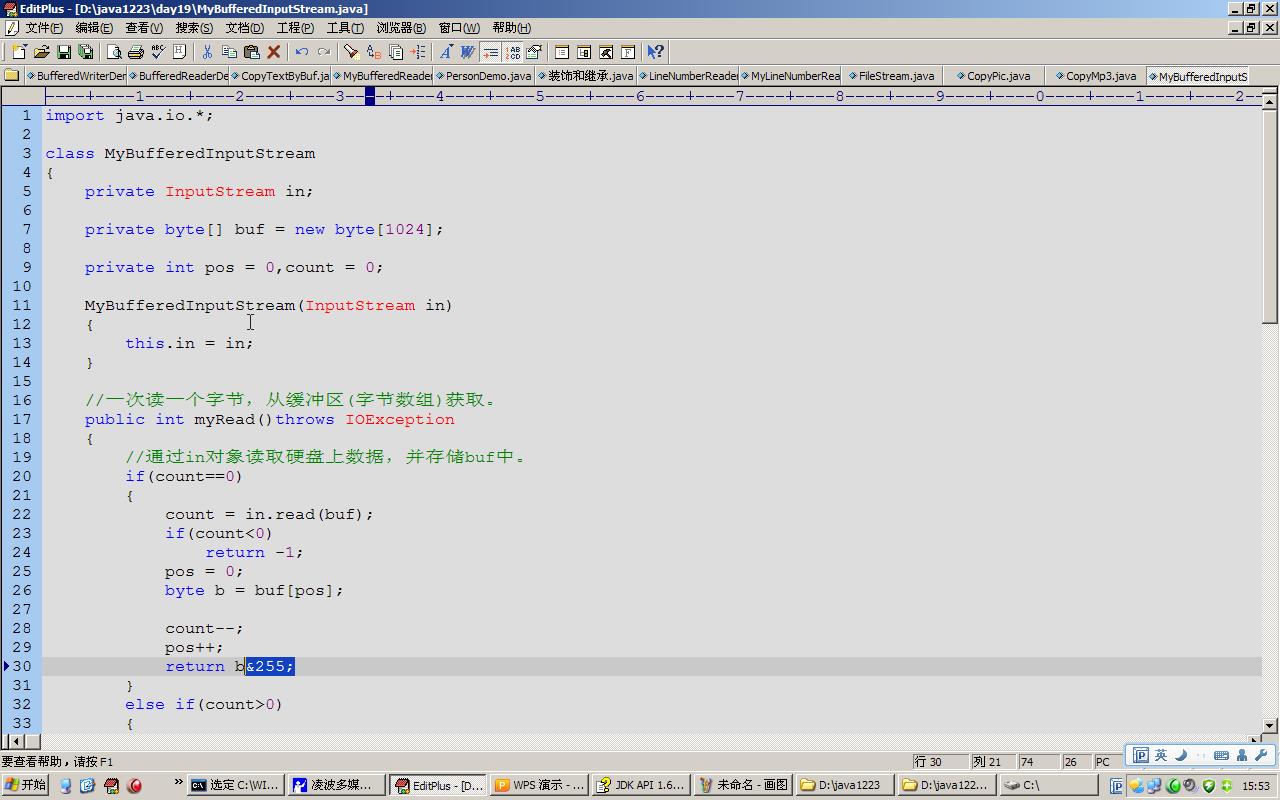 EditPlus - [D:\java1223\day19\MyBufferedInputStream.java]
文件(F) 编辑(E) 查看(V) 搜索(S) 文档(D) 工程(P) 工具(T) 浏览器(B) 窗口(W) 帮助(H)
BufferedWriterDer BufferedReaderDe CopyTextByBuf.ja MyBufferedReader PersonDemo.java 装饰和继承.java LineNumberReader MyLineNumberRea FileStream.java CopyPic.java CopyMp3.java MyBufferedInputS
----+----1----+----2----+----3----+----4----+----5----+----6----+----7----+----8----+----9----+----0----+----1----+----2--
1 import java.io.*;
2
3 class MyBufferedInputStream
4 {
5 private InputStream in;
6
7 private byte[] buf = new byte[1024];
8
9 private int pos = 0,count = 0;
10
11 MyBufferedInputStream(InputStream in)
12 {
13 this.in = in;
14 }
15
16 //一次读一个字节，从缓冲区(字节数组)获取。
17 public int myRead()throws IOException
18 {
19 //通过in对象读取硬盘上数据，并存储buf中。
20 if(count==0)
21 {
22 count = in.read(buf);
23 if(count<0)
24 return -1;
25 pos = 0;
26 byte b = buf[pos];
27
28 count--;
29 pos++;
30 return b&255;
31 }
32 else if(count>0)
33 {
要查看帮助，请按 F1 行 30 列 21 74 26 PC 英
开始 选定 C:\WI... 凌波多媒... EditPlus - [D... WPS 演示 - ... JDK API 1.6... 未命名 - 画图 D:\java1223 D:\java122... C:\ 15:53